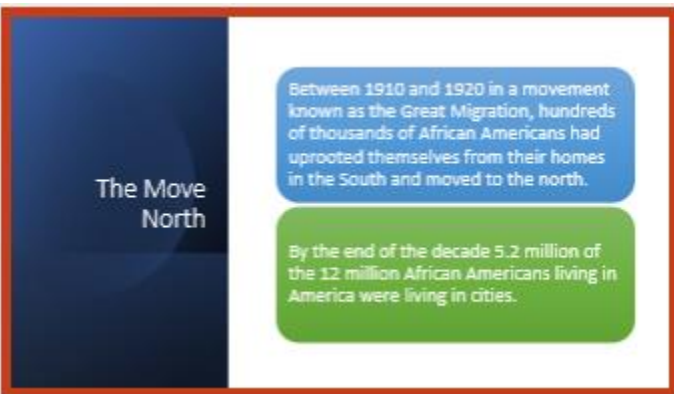 The Move
North
Between 1910 and 1920 in a movement
known as the Great Migration, hundreds
of thousands of African Americans had
uprooted themselves from their homes
in the South and moved to the north.
By the end of the decade 5.2 million of
the 12 million African Americans living in
America were living in cities.